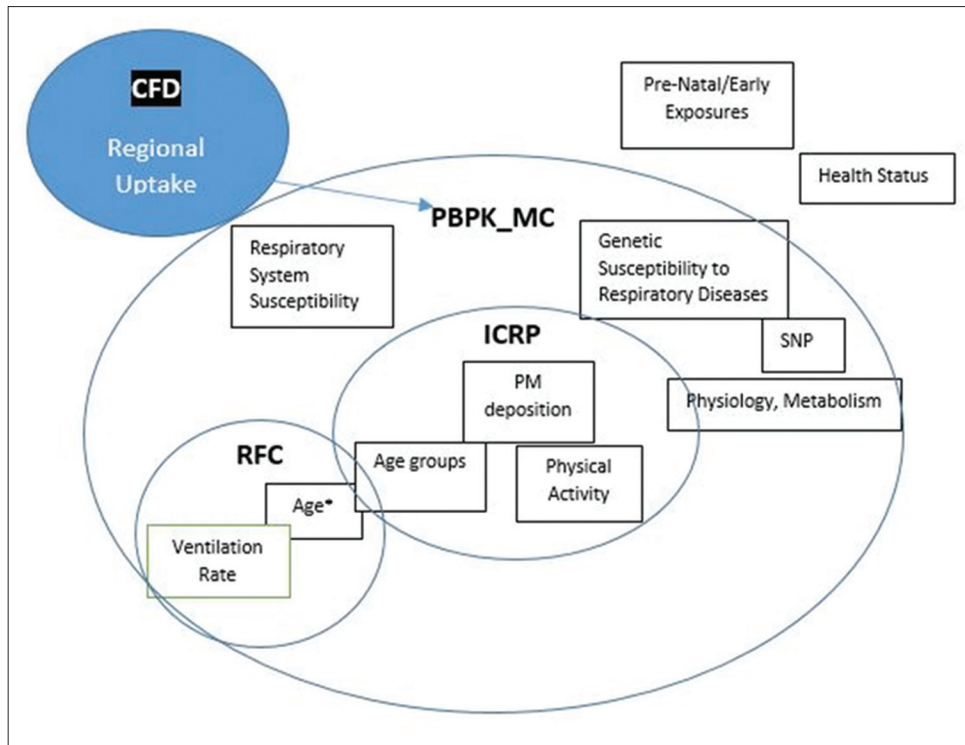 CFD
Regional
Uptake
Pre-Natal/Early
Exposures
Health Status
PBPK_MC
Respiratory
System
Susceptibility
Genetic
Susceptibility to
Respiratory Diseases
SNP
Physiology, Metabolism
ICRP
PM
deposition
Age groups
Physical
Activity
RFC
Age*
Ventilation
Rate